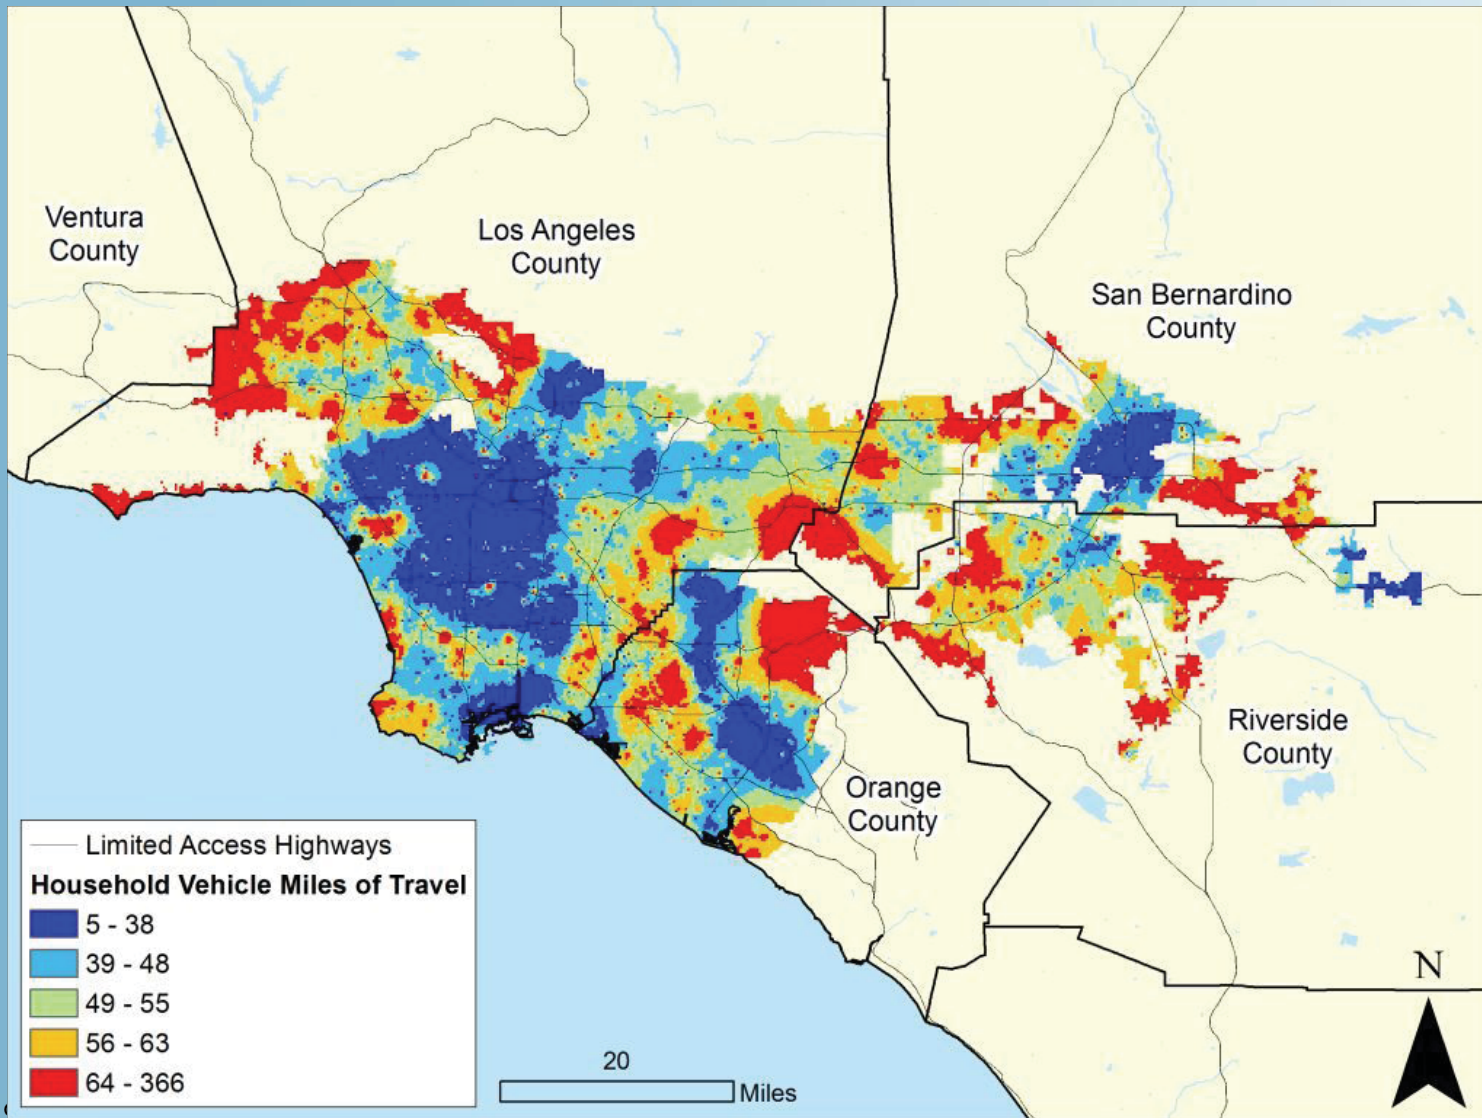 Ventura
County
Los Angeles
County
San Bernardino
County
Riverside
County
Orange
County
Limited Access Highways
Household Vehicle Miles of Travel
5 - 38
39 - 48
49 - 55
56 - 63
64 - 366
20
Miles
N